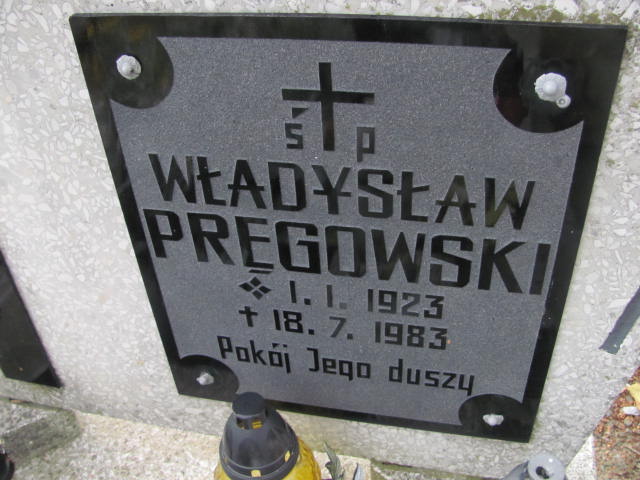 ś p
WŁADYSŁAW
PRĘGOWSKI
1. 1. 1923
18. 7. 1983
Pokój Jego duszy